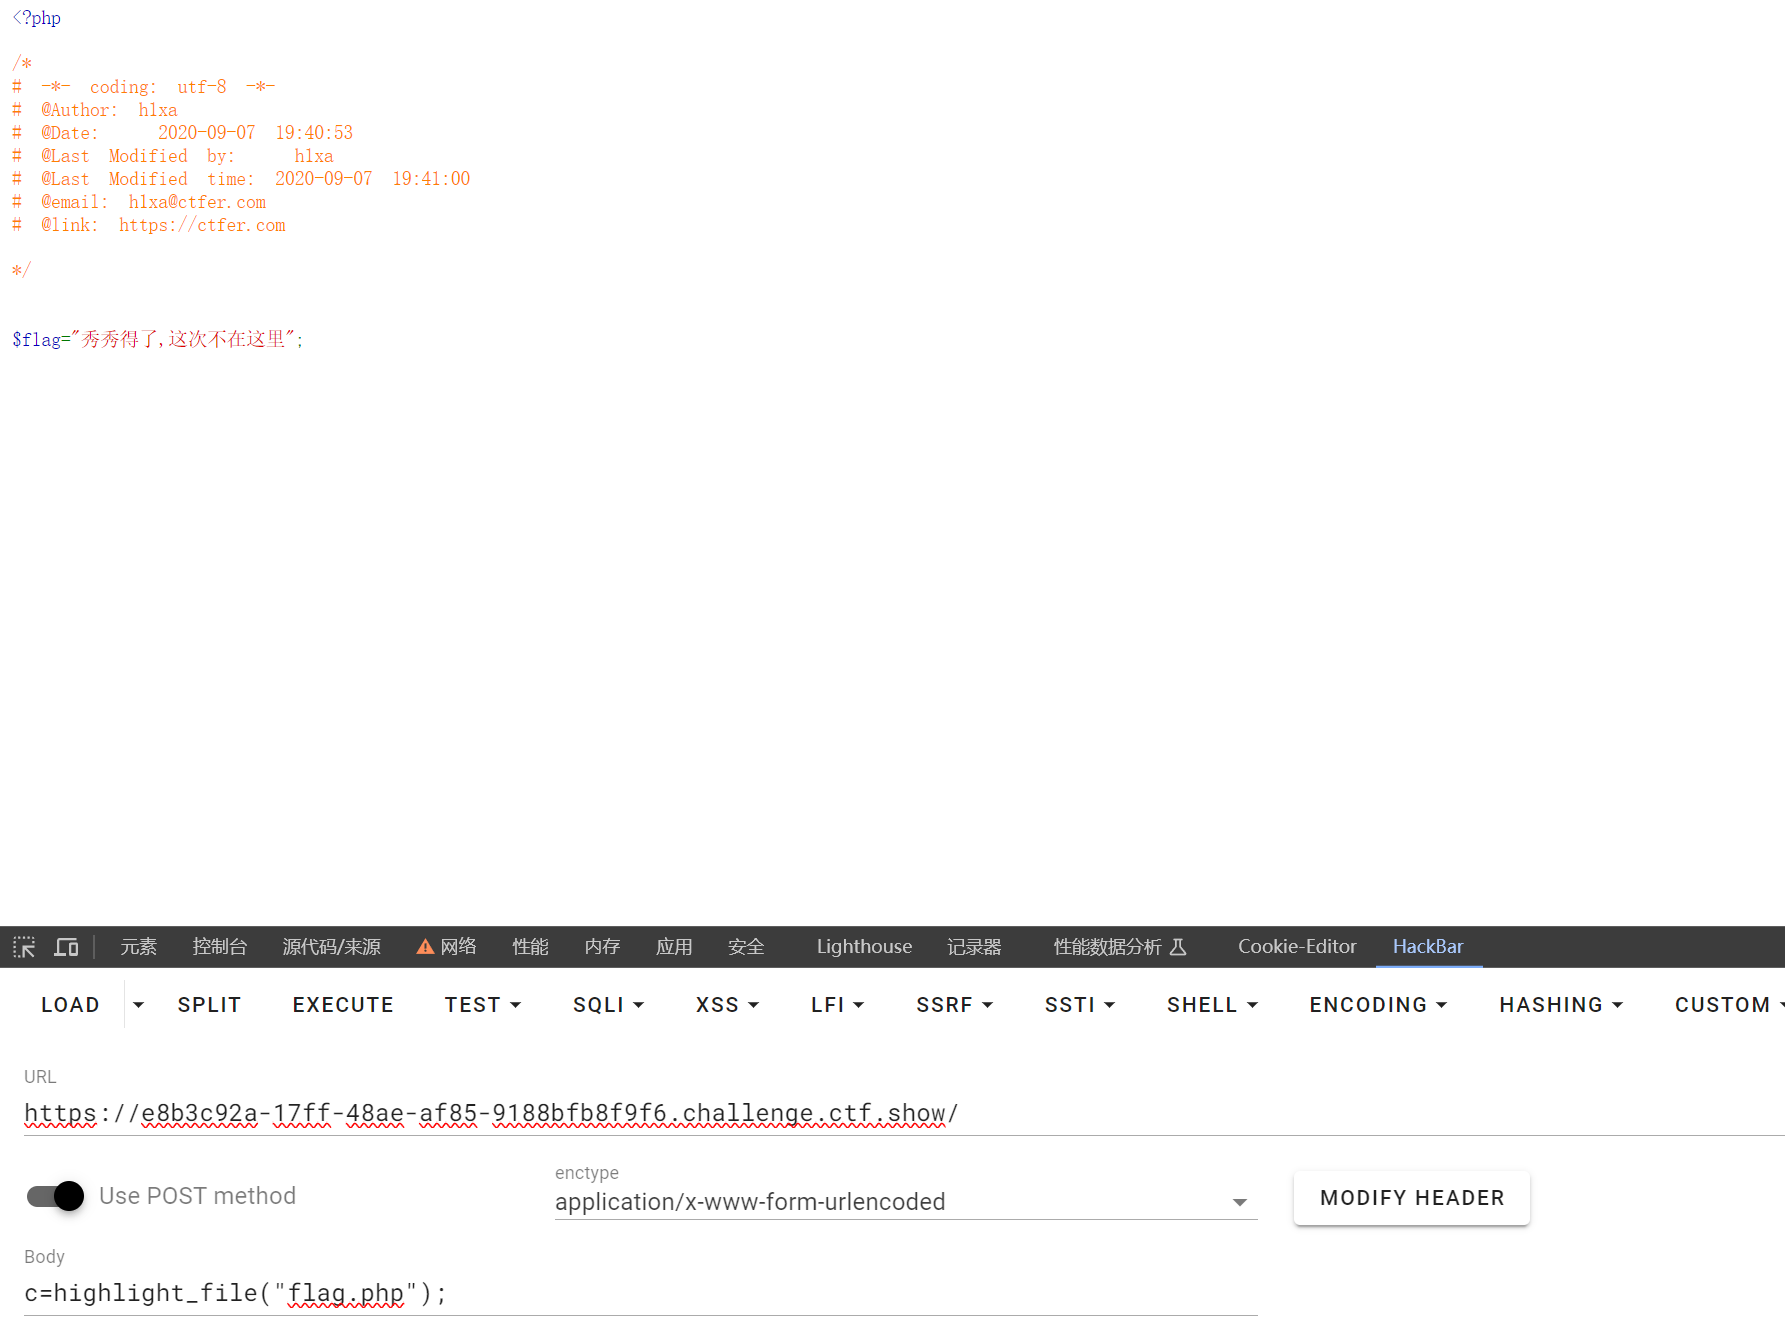 <?php
/*
# -*- coding: utf-8 -*-
# @Author: hlxa
# @Date: 2020-09-07 19:40:53
# @Last Modified by: hlxa
# @Last Modified time: 2020-09-07 19:41:00
# @email: hlxa@ctfer.com
# @link: https://ctfer.com
*/
$flag="秀秀得了,这次不在这里";
元素 控制台 源代码/来源 网络 性能 内存 应用 安全 Lighthouse 记录器 性能数据分析 Cookie-Editor HackBar
LOAD SPLIT EXECUTE TEST SQLI XSS LFI SSRF SSTI SHELL ENCODING HASHING CUSTOM
URL
https://e8b3c92a-17ff-48ae-af85-9188bfb8f9f6.challenge.ctf.show/
Use POST method
enctype
application/x-www-form-urlencoded
MODIFY HEADER
Body
c=highlight_file("flag.php");